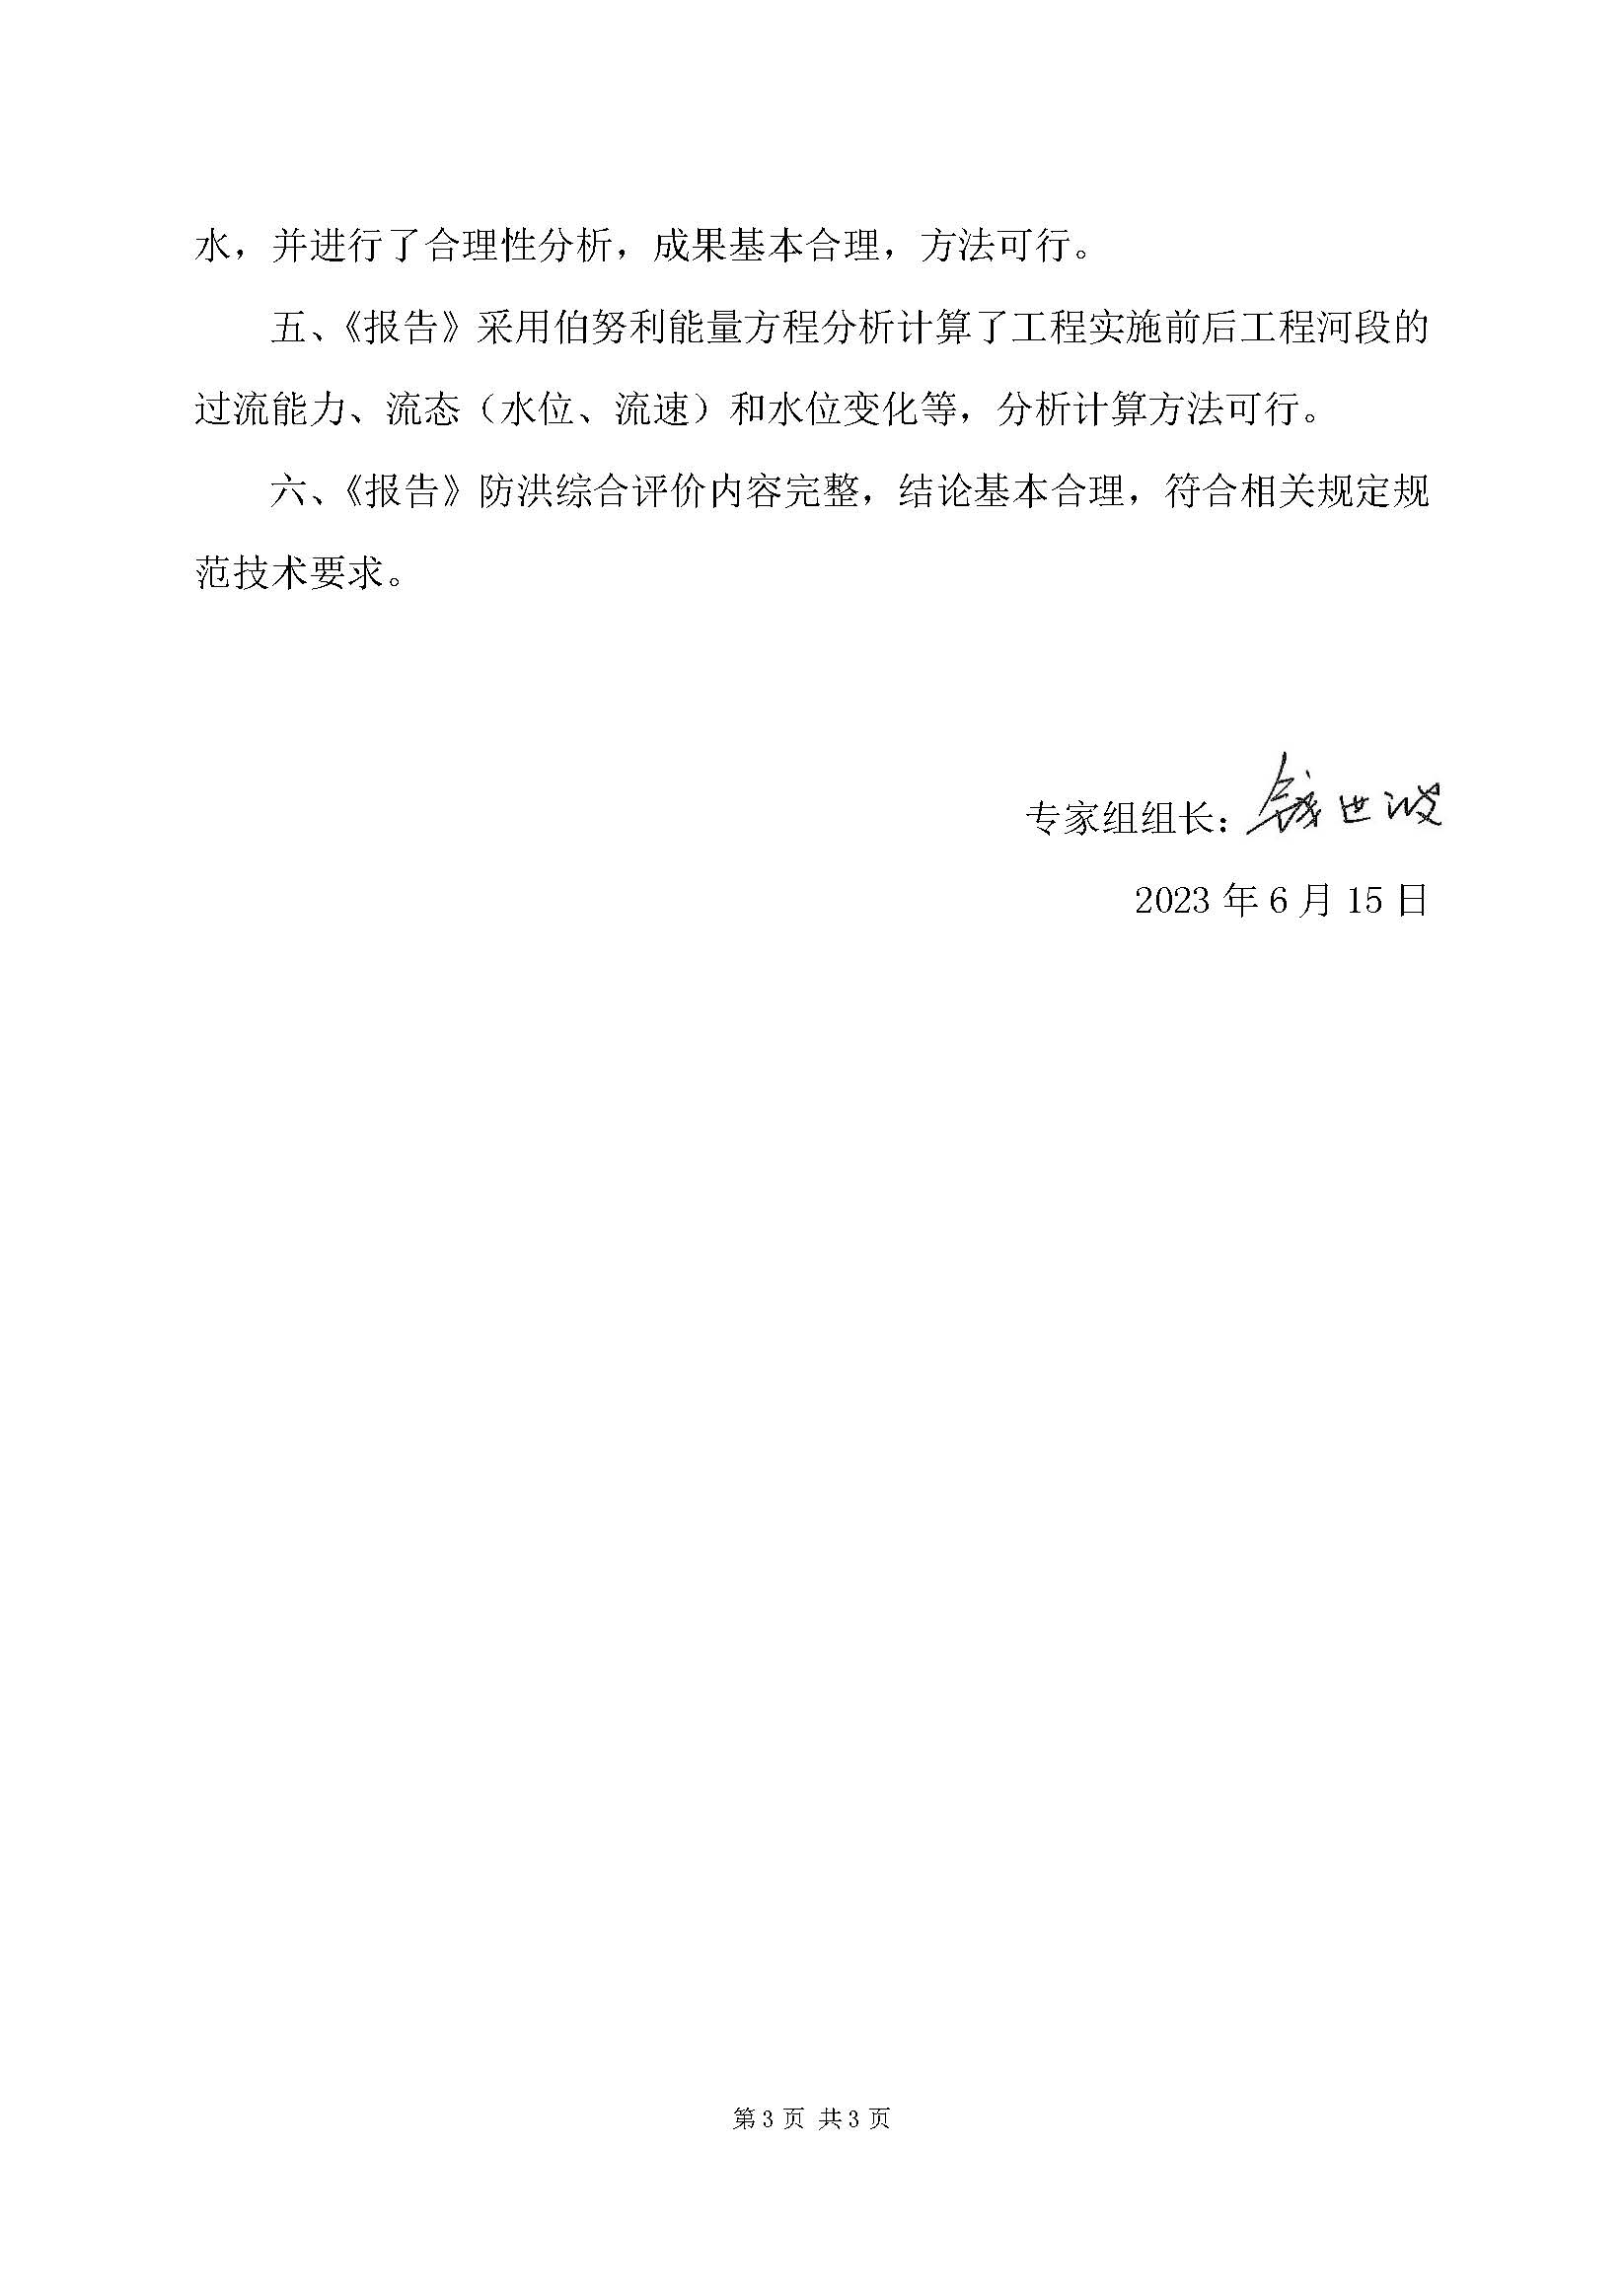 水，并进行了合理性分析，成果基本合理，方法可行。
五、《报告》采用伯努利能量方程分析计算了工程实施前后工程河段的
过流能力、流态（水位、流速）和水位变化等，分析计算方法可行。
六、《报告》防洪综合评价内容完整，结论基本合理，符合相关规定规
范技术要求。
专家组组长：钱世波
2023 年 6 月 15 日
第 3 页 共 3 页